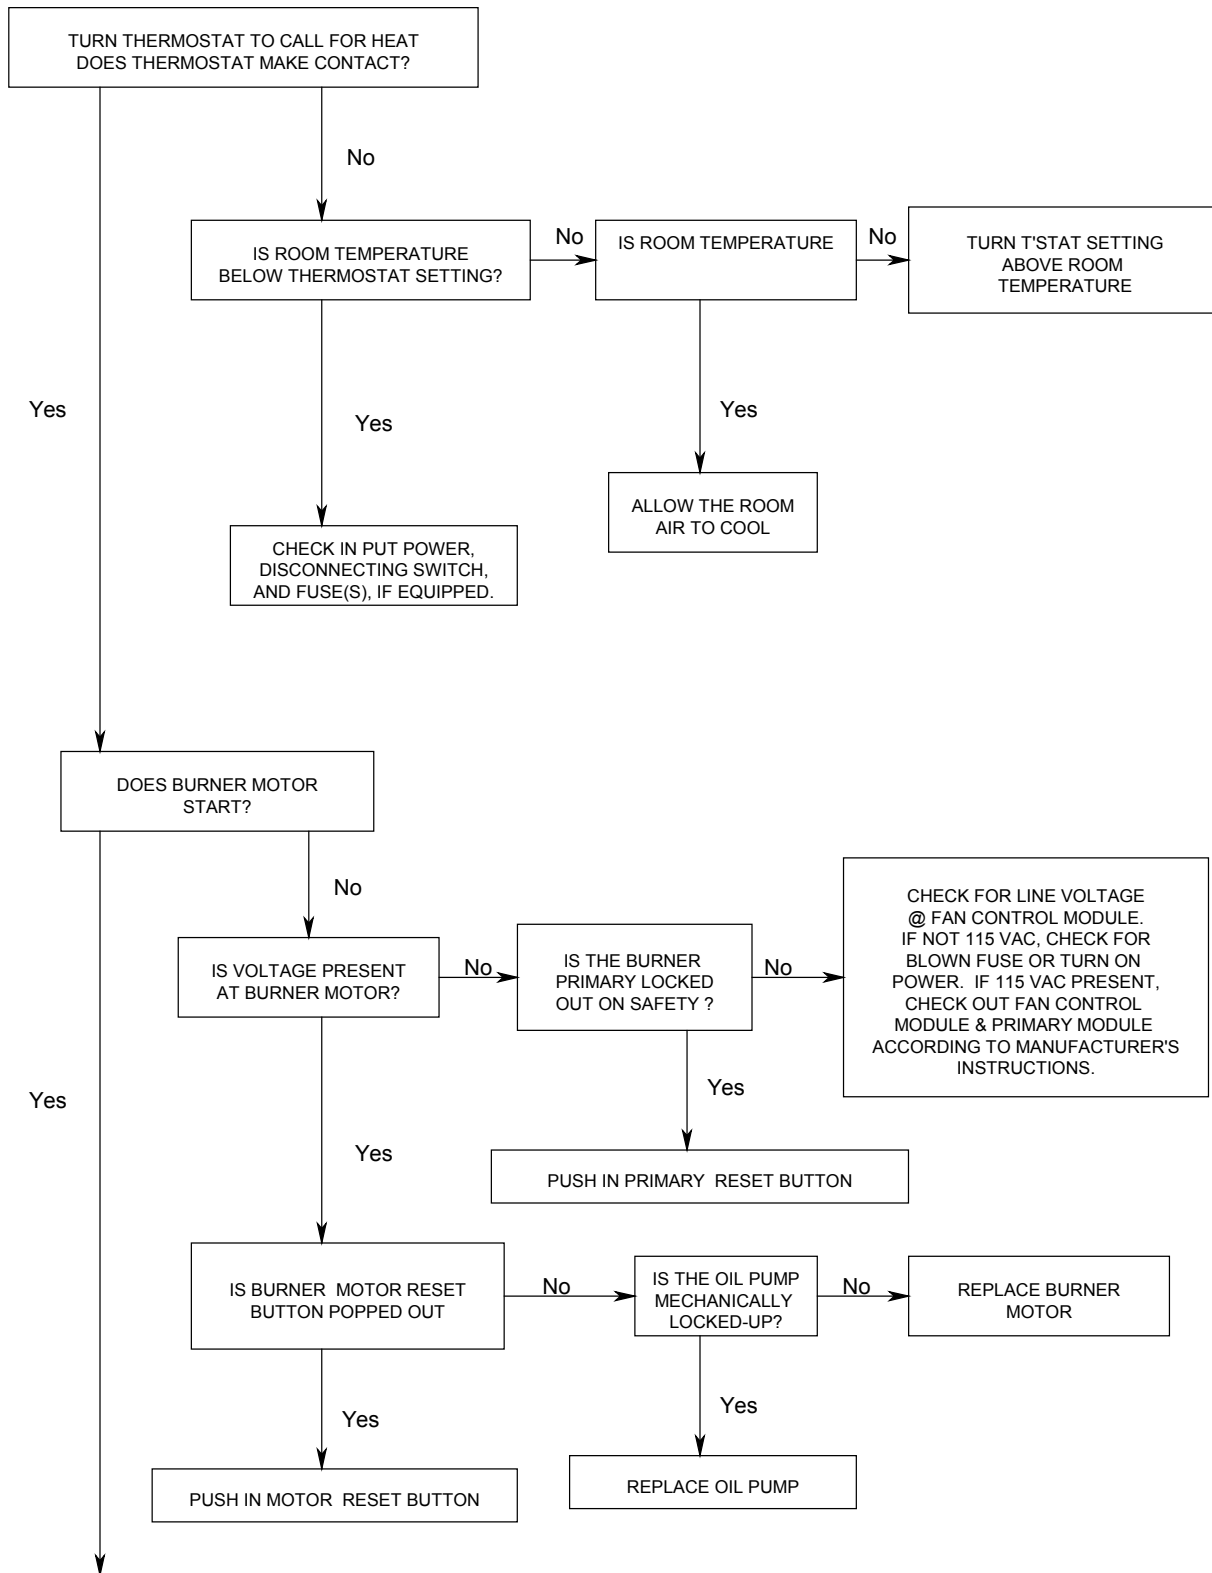 TURN THERMOSTAT TO CALL FOR HEAT
DOES THERMOSTAT MAKE CONTACT?
No
IS ROOM TEMPERATURE
BELOW THERMOSTAT SETTING?
No
IS ROOM TEMPERATURE
No
TURN T'STAT SETTING
ABOVE ROOM
TEMPERATURE
Yes
Yes
Yes
ALLOW THE ROOM
AIR TO COOL
CHECK IN PUT POWER,
DISCONNECTING SWITCH,
AND FUSE(S), IF EQUIPPED.
DOES BURNER MOTOR
START?
No
IS VOLTAGE PRESENT
AT BURNER MOTOR?
No
IS THE BURNER
PRIMARY LOCKED
OUT ON SAFETY ?
No
CHECK FOR LINE VOLTAGE
@ FAN CONTROL MODULE.
IF NOT 115 VAC, CHECK FOR
BLOWN FUSE OR TURN ON
POWER.  IF 115 VAC PRESENT,
CHECK OUT FAN CONTROL
MODULE & PRIMARY MODULE
ACCORDING TO MANUFACTURER'S
INSTRUCTIONS.
Yes
Yes
Yes
PUSH IN PRIMARY  RESET BUTTON
IS BURNER  MOTOR RESET
BUTTON POPPED OUT
No
IS THE OIL PUMP
MECHANICALLY
LOCKED-UP?
No
REPLACE BURNER
MOTOR
Yes
Yes
PUSH IN MOTOR  RESET BUTTON
REPLACE OIL PUMP